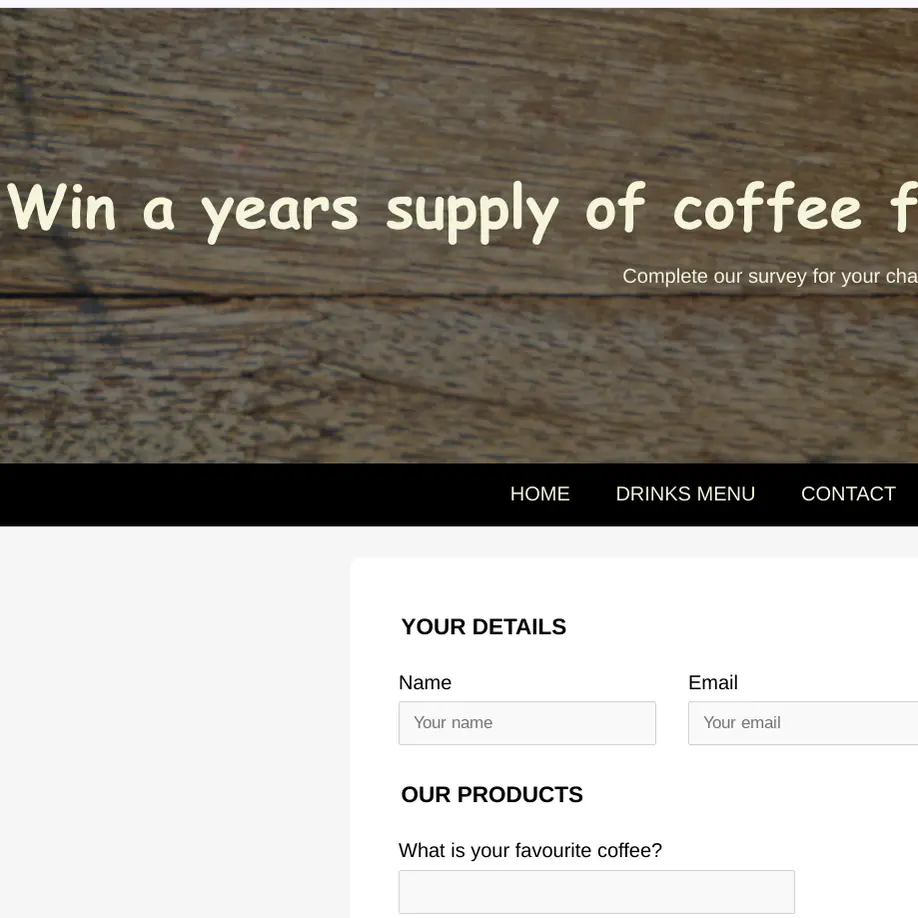 Win a years supply of coffee f
Complete our survey for your cha
HOME DRINKS MENU CONTACT
YOUR DETAILS
Name Email
Your name Your email
OUR PRODUCTS
What is your favourite coffee?